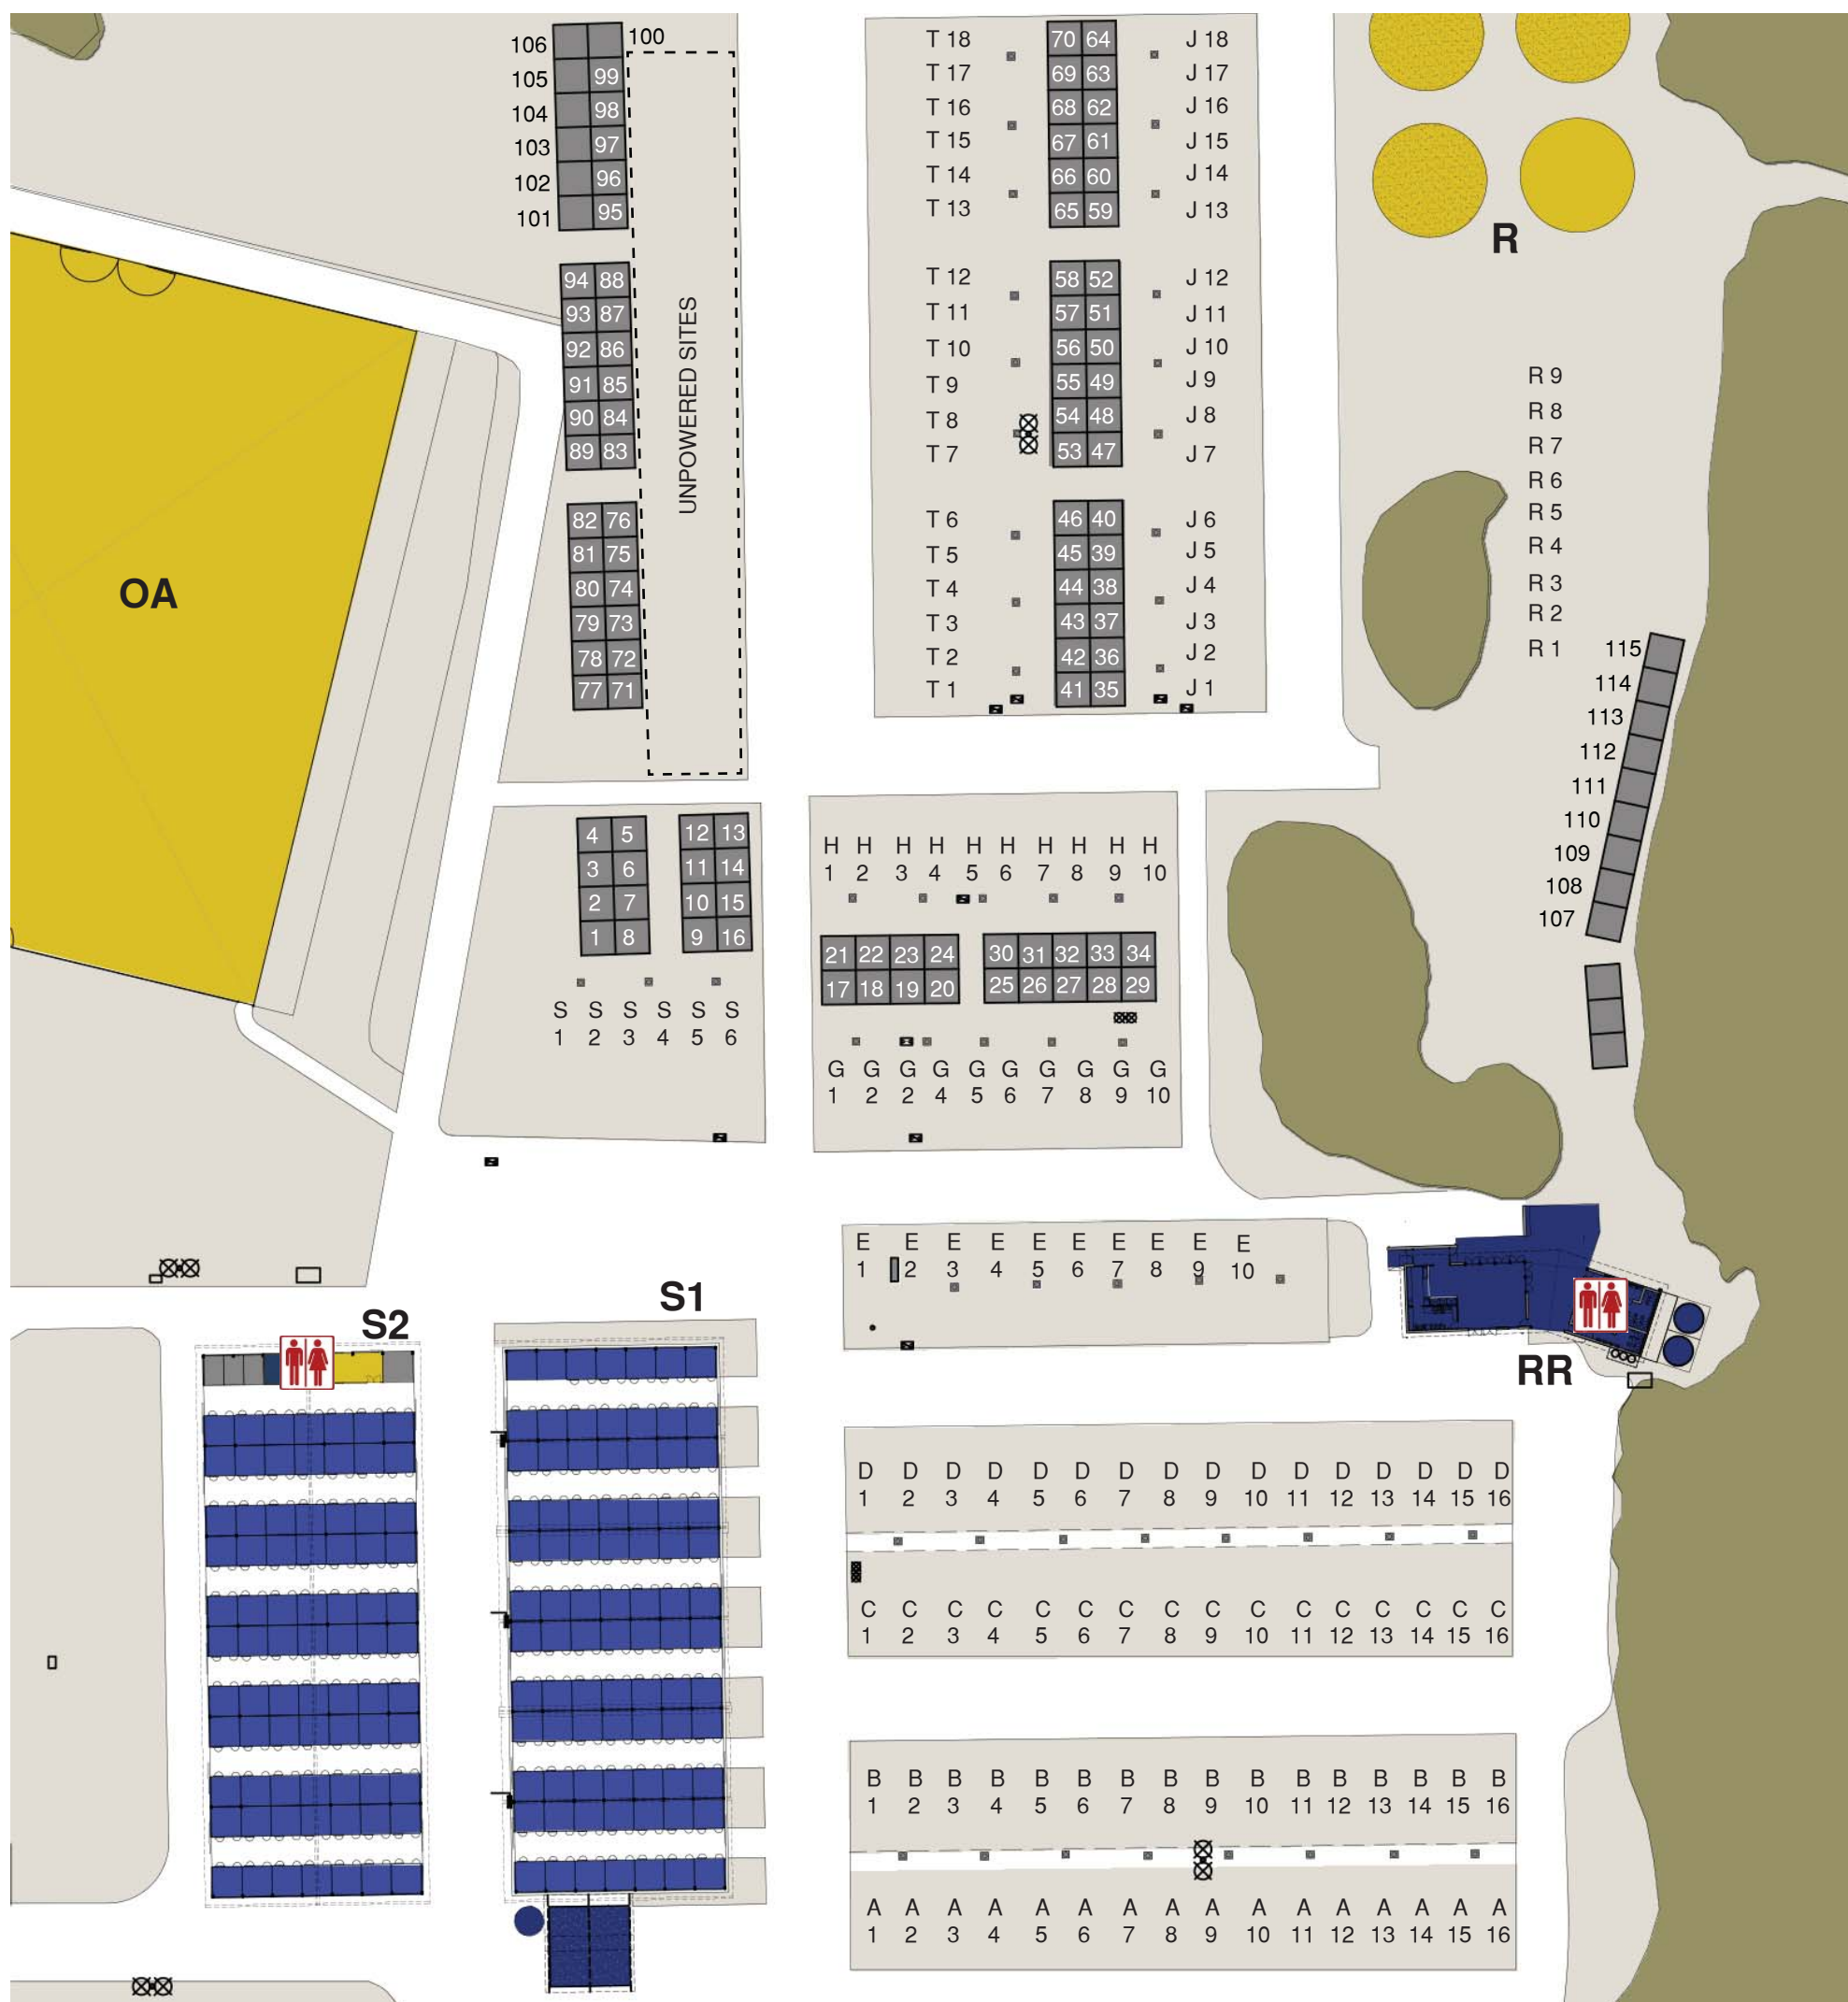 106 100
105 99
104 98
103 97
102 96
101 95
94 88
93 87
92 86
91 85
90 84
89 83
82 76
81 75
80 74
79 73
78 72
77 71
UNPOWERED SITES
OA
T 18 70 64 J 18
T 17 69 63 J 17
T 16 68 62 J 16
T 15 67 61 J 15
T 14 66 60 J 14
T 13 65 59 J 13
T 12 58 52 J 12
T 11 57 51 J 11
T 10 56 50 J 10
T 9 55 49 J 9
T 8 54 48 J 8
T 7 53 47 J 7
T 6 46 40 J 6
T 5 45 39 J 5
T 4 44 38 J 4
T 3 43 37 J 3
T 2 42 36 J 2
T 1 41 35 J 1
R
R 9
R 8
R 7
R 6
R 5
R 4
R 3
R 2
R 1 115
114
113
112
111
110
109
108
107
4 5 12 13
3 6 11 14
2 7 10 15
1 8 9 16
S S S S S S
1 2 3 4 5 6
H H H H H H H H H H
1 2 3 4 5 6 7 8 9 10
21 22 23 24 30 31 32 33 34
17 18 19 20 25 26 27 28 29
G G G G G G G G G G
1 2 2 4 5 6 7 8 9 10
E E E E E E E E E E
1 2 3 4 5 6 7 8 9 10
S1
S2
RR
D D D D D D D D D D D D D D D D
1 2 3 4 5 6 7 8 9 10 11 12 13 14 15 16
C C C C C C C C C C C C C C C C
1 2 3 4 5 6 7 8 9 10 11 12 13 14 15 16
B B B B B B B B B B B B B B B B
1 2 3 4 5 6 7 8 9 10 11 12 13 14 15 16
A A A A A A A A A A A A A A A A
1 2 3 4 5 6 7 8 9 10 11 12 13 14 15 16